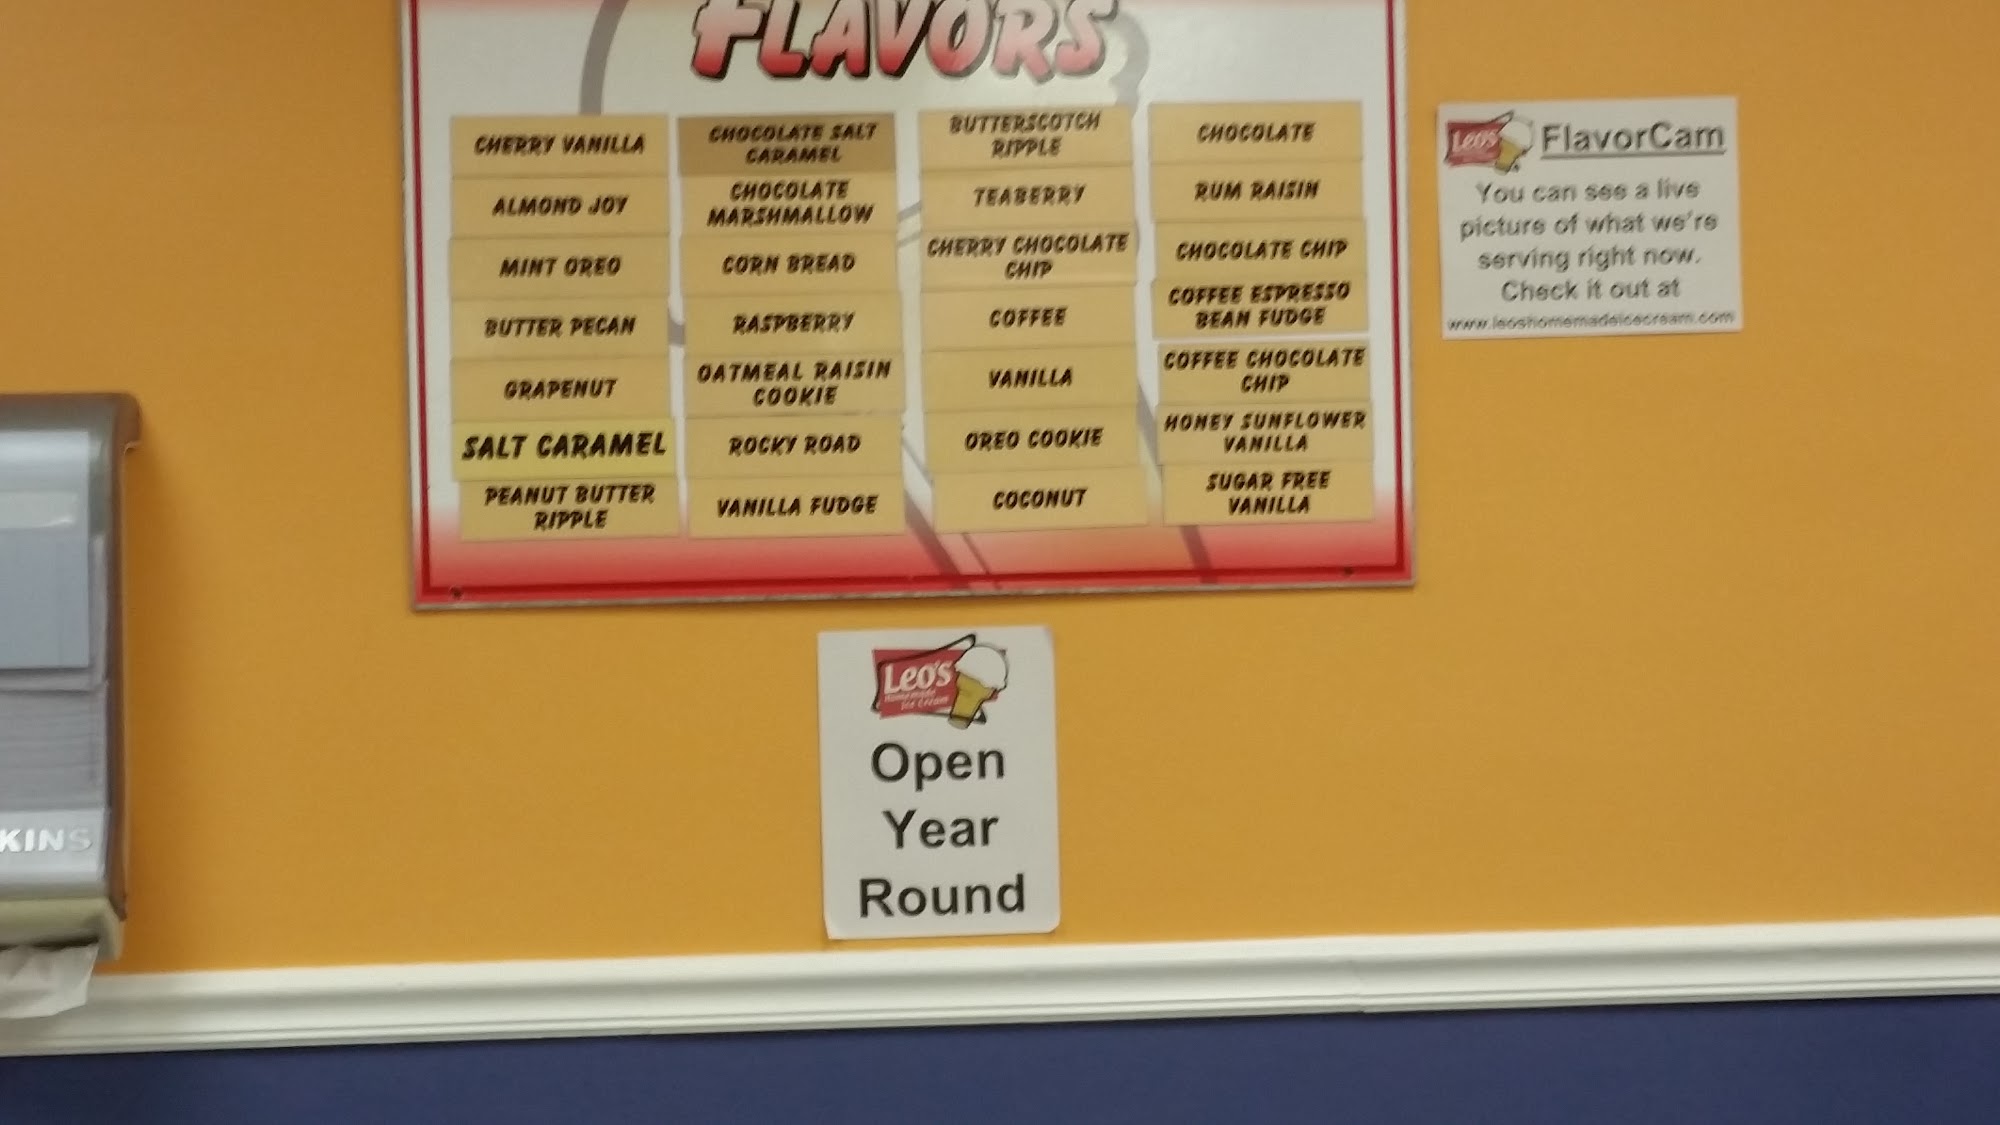 FLAVORS
CHERRY VANILLA
ALMOND JOY
MINT OREO
BUTTER PECAN
GRAPENUT
SALT CARAMEL
PEANUT BUTTER
RIPPLE
CHOCOLATE SALT
CARAMEL
CHOCOLATE
MARSHMALLOW
CORN BREAD
RASPBERRY
OATMEAL RAISIN
COOKIE
ROCKY ROAD
VANILLA FUDGE
BUTTERSCOTCH
RIPPLE
TEABERRY
CHERRY CHOCOLATE
CHIP
COFFEE
VANILLA
OREO COOKIE
COCONUT
CHOCOLATE
RUM RAISIN
CHOCOLATE CHIP
COFFEE ESPRESSO
BEAN FUDGE
COFFEE CHOCOLATE
CHIP
HONEY SUNFLOWER
VANILLA
SUGAR FREE
VANILLA
Leo's
FlavorCam
You can see a live
picture of what we're
serving right now.
Check it out at
www.leoshomemadeicecream.com
Leo's
Homemade
Ice Cream
Open
Year
Round
KINS